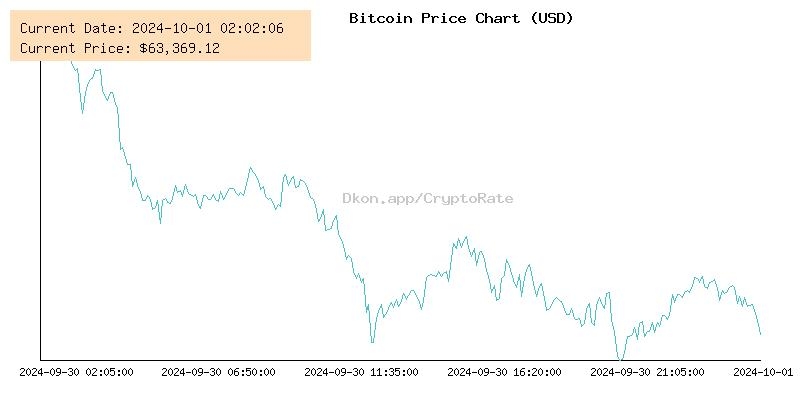 Bitcoin Price Chart (USD)
Current Date: 2024-10-01 02:02:06
Current Price: $63,369.12
Dkon.app/CryptoRate
2024-09-30 02:05:00 2024-09-30 06:50:00 2024-09-30 11:35:00 2024-09-30 16:20:00 2024-09-30 21:05:00 2024-10-01